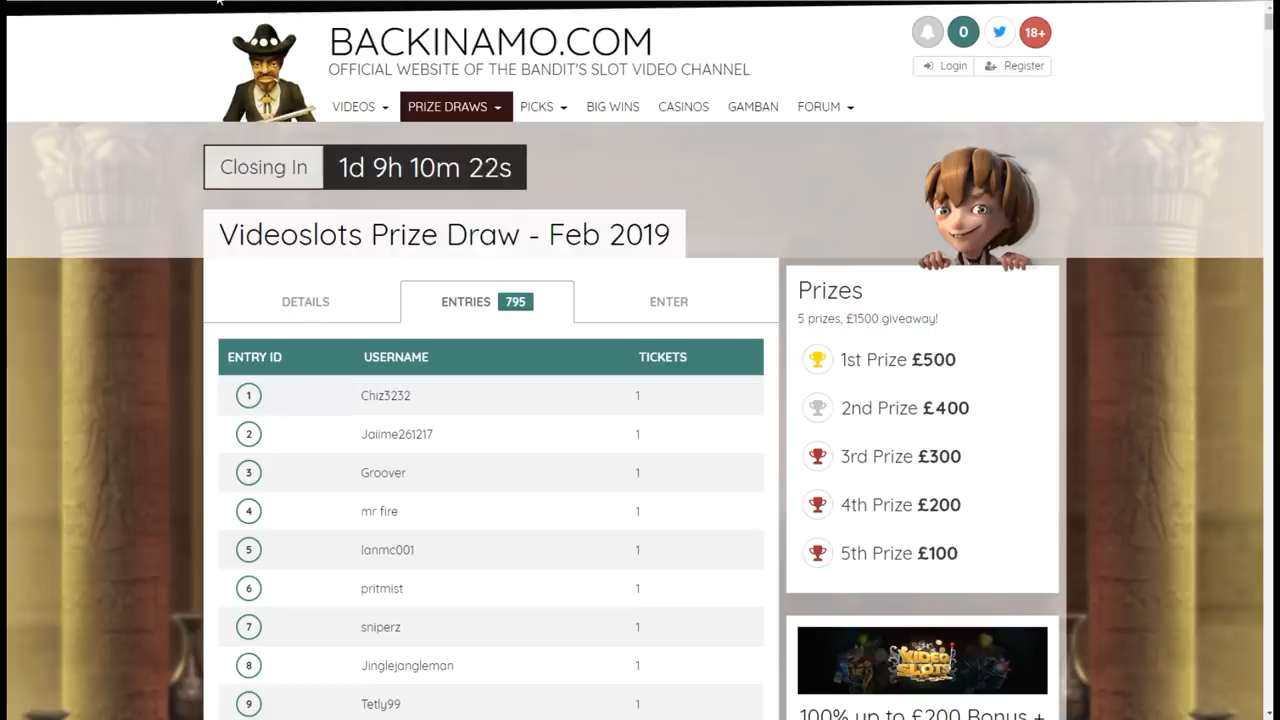 BACKINAMO.COM
OFFICIAL WEBSITE OF THE BANDIT'S SLOT VIDEO CHANNEL
0
18+
Login
Register
VIDEOS
PRIZE DRAWS
PICKS
BIG WINS
CASINOS
GAMBAN
FORUM
Closing In 1d 9h 10m 22s
Videoslots Prize Draw - Feb 2019
DETAILS
ENTRIES 795
ENTER
ENTRY ID USERNAME TICKETS
1 Chiz3232 1
2 Jaiime261217 1
3 Groover 1
4 mr fire 1
5 Ianmc001 1
6 pritmist 1
7 sniperz 1
8 Jinglejangleman 1
9 Tetly99 1
Prizes
5 prizes, £1500 giveaway!
1st Prize £500
2nd Prize £400
3rd Prize £300
4th Prize £200
5th Prize £100
VIDEO
SLOTS
100% up to £200 Bonus +